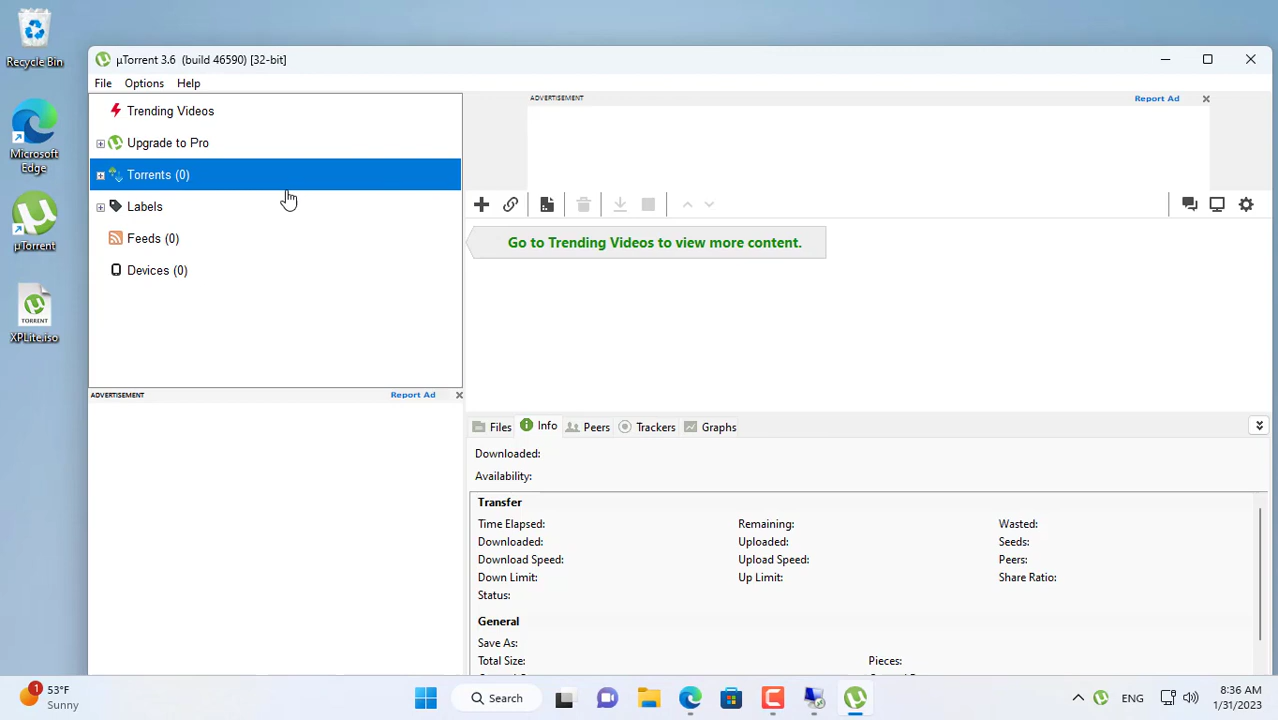 Recycle Bin
Microsoft
Edge
µTorrent
TORRENT
XPLite.iso
µTorrent 3.6 (build 46590) [32-bit]
File Options Help
Trending Videos
Upgrade to Pro
Torrents (0)
Labels
Feeds (0)
Devices (0)
ADVERTISEMENT Report Ad
ADVERTISEMENT Report Ad
Go to Trending Videos to view more content.
Files Info Peers Trackers Graphs
Downloaded:
Availability:
Transfer
Time Elapsed: Remaining: Wasted:
Downloaded: Uploaded: Seeds:
Download Speed: Upload Speed: Peers:
Down Limit: Up Limit: Share Ratio:
Status:
General
Save As:
Total Size: Pieces:
1
53°F
Sunny
Search
ENG
8:36 AM
1/31/2023